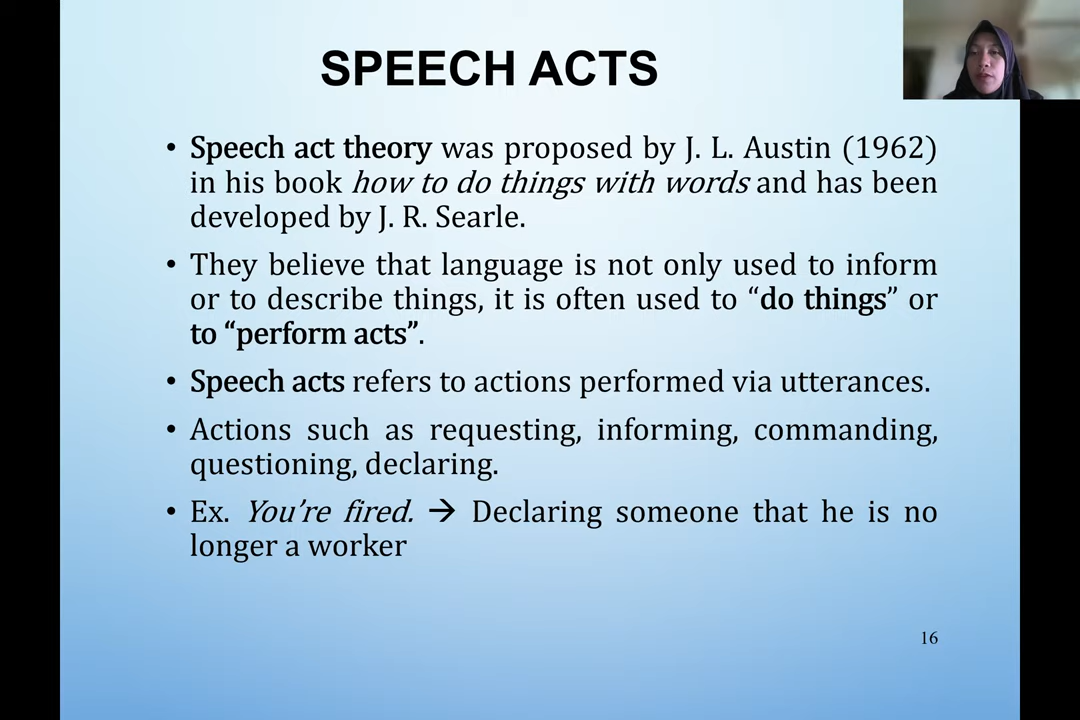 SPEECH ACTS
• Speech act theory was proposed by J. L. Austin (1962)
in his book how to do things with words and has been
developed by J. R. Searle.
• They believe that language is not only used to inform
or to describe things, it is often used to “do things” or
to “perform acts”.
• Speech acts refers to actions performed via utterances.
• Actions such as requesting, informing, commanding,
questioning, declaring.
• Ex. You’re fired. → Declaring someone that he is no
longer a worker
16